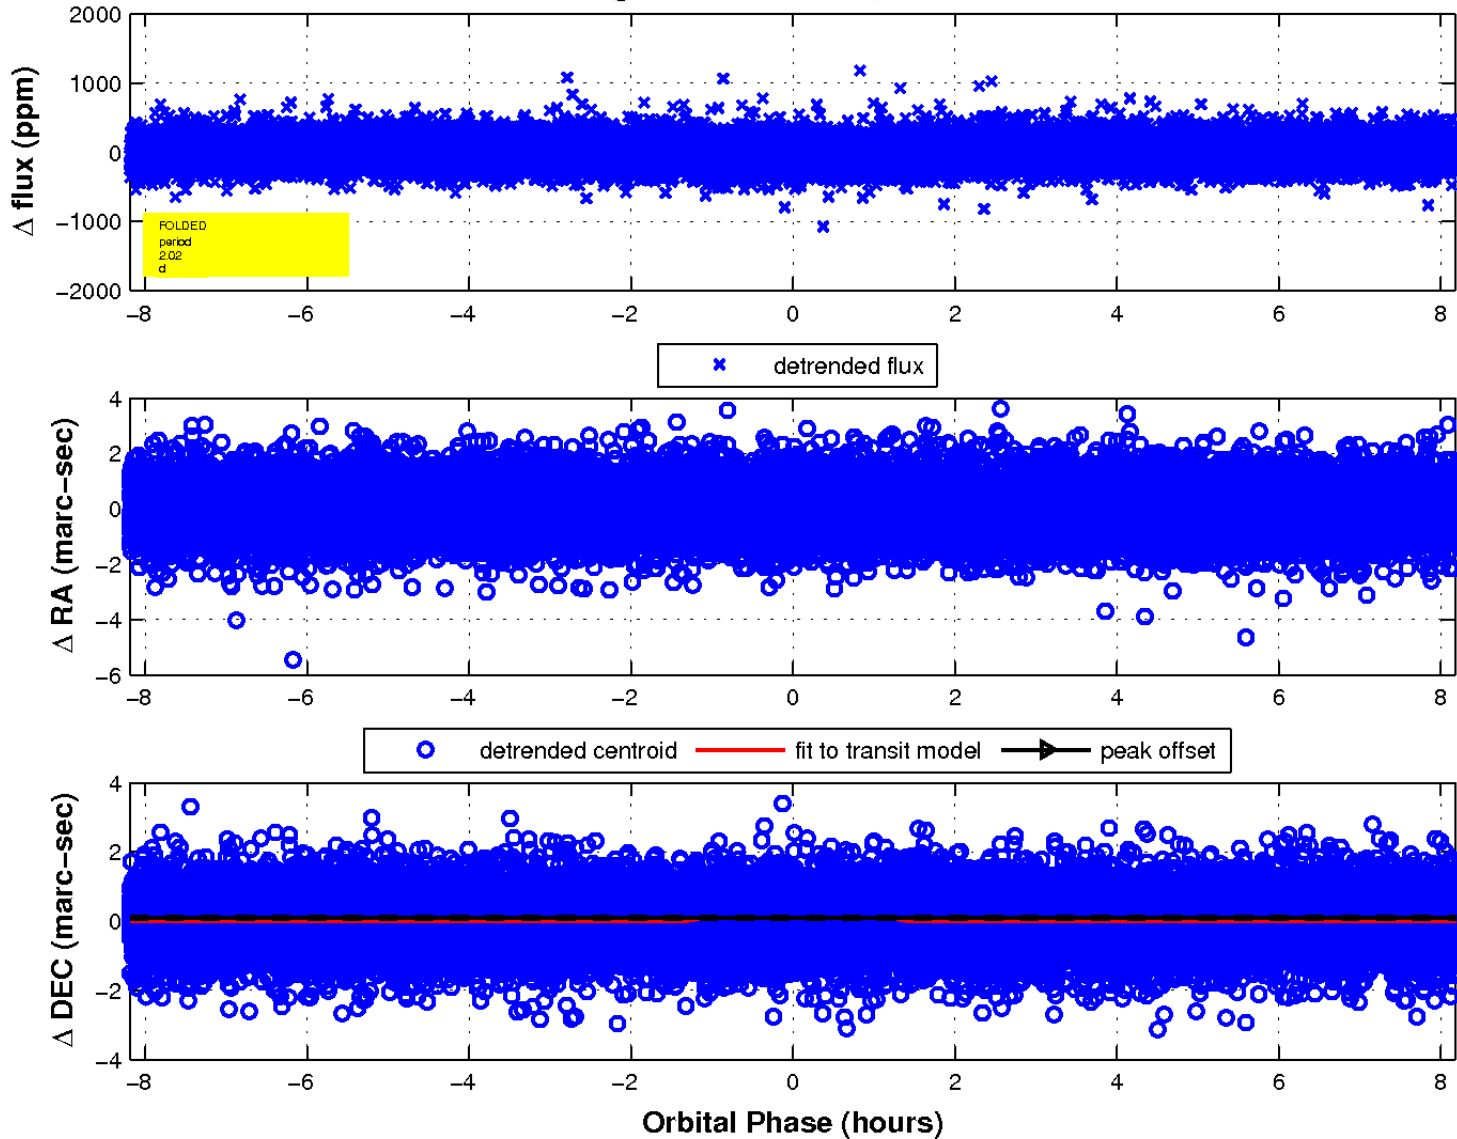 2000
1000
0
−1000
−2000
Δ flux (ppm)
FOLDED
period
2.02
d
−8 −6 −4 −2 0 2 4 6 8
detrended flux
4
2
0
−2
−4
−6
Δ RA (marc−sec)
−8 −6 −4 −2 0 2 4 6 8
detrended centroid fit to transit model peak offset
4
2
0
−2
−4
Δ DEC (marc−sec)
−8 −6 −4 −2 0 2 4 6 8
Orbital Phase (hours)